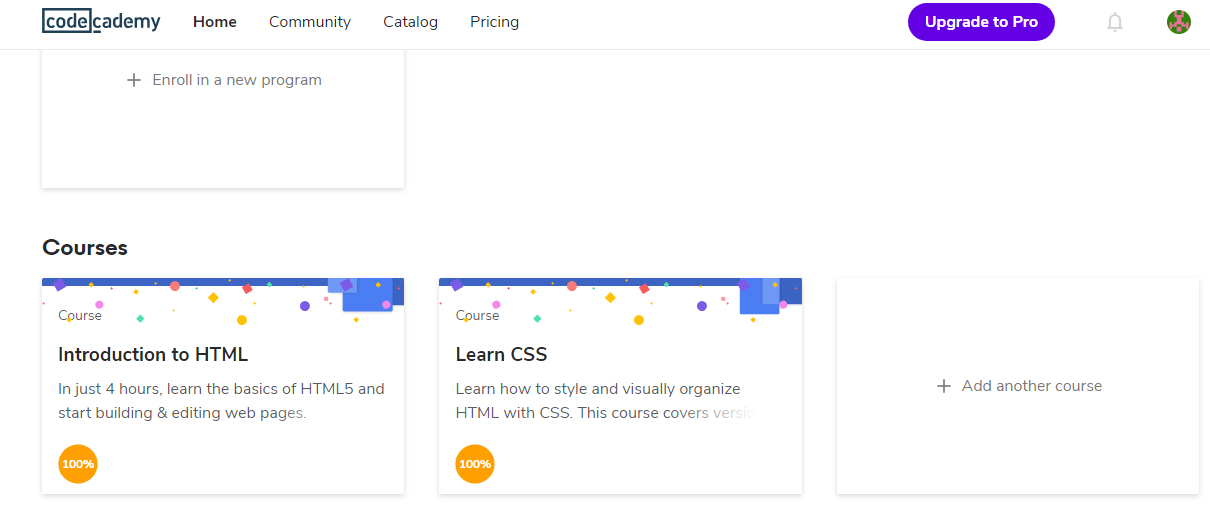 codecademy Home Community Catalog Pricing Upgrade to Pro
Enroll in a new program
Courses
Course
Introduction to HTML
In just 4 hours, learn the basics of HTML5 and
start building & editing web pages.
100%
Course
Learn CSS
Learn how to style and visually organize
HTML with CSS. This course covers versio
100%
Add another course